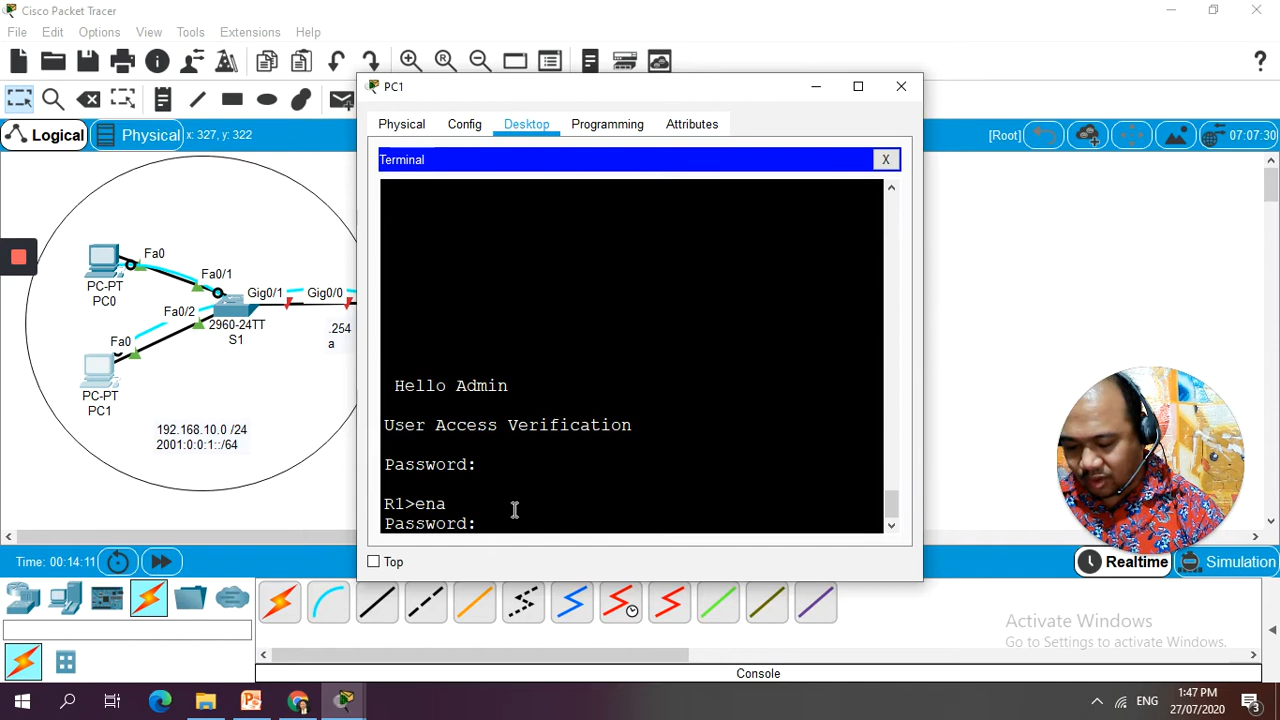 Cisco Packet Tracer
File Edit Options View Tools Extensions Help
?
Logical Physical x: 327, y: 322 [Root] 07:07:30
PC1
Physical Config Desktop Programming Attributes
Terminal X
Hello Admin
User Access Verification
Password:
R1>ena
Password:
Top
Fa0
PC-PT
PC0
Fa0/1
Gig0/1 Gig0/0
Fa0/2
2960-24TT
S1
.254
a
Fa0
PC-PT
PC1
192.168.10.0 /24
2001:0:0:1::/64
Time: 00:14:11 Realtime Simulation
Activate Windows
Go to Settings to activate Windows.
Console
ENG 1:47 PM
27/07/2020 3